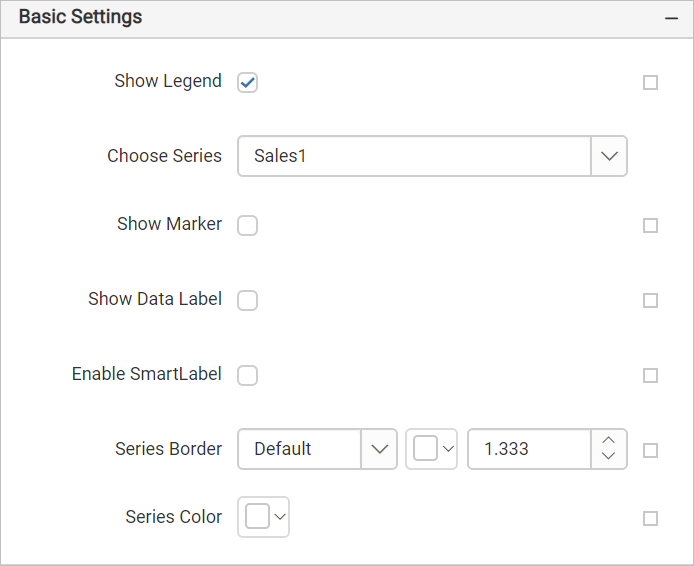 Basic Settings
Show Legend
Choose Series Sales1
Show Marker
Show Data Label
Enable SmartLabel
Series Border Default 1.333
Series Color